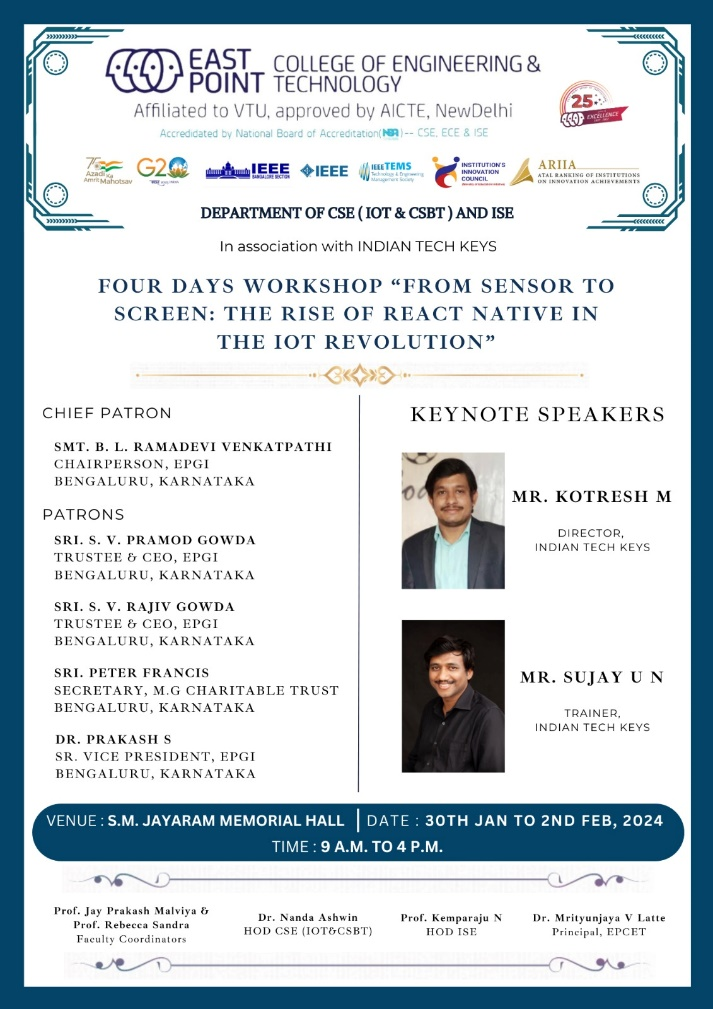 EAST POINT COLLEGE OF ENGINEERING & TECHNOLOGY
Affiliated to VTU, approved by AICTE, NewDelhi
Accredidated by National Board of Accreditation(NBA)-- CSE, ECE & ISE
25
EXCELLENCE
75
Azadi Ka
Amrit Mahotsav
G20
IEEE
BANGALORE SECTION
IEEE
IEEE TEMS
Technology & Engineering
Management Society
INSTITUTION'S
INNOVATION
COUNCIL
ARIIA
ATAL RANKING OF INSTITUTIONS
ON INNOVATION ACHIEVEMENTS
DEPARTMENT OF CSE ( IOT & CSBT ) AND ISE
In association with INDIAN TECH KEYS
FOUR DAYS WORKSHOP “FROM SENSOR TO
SCREEN: THE RISE OF REACT NATIVE IN
THE IOT REVOLUTION”
CHIEF PATRON
SMT. B. L. RAMADEVI VENKATPATHI
CHAIRPERSON, EPGI
BENGALURU, KARNATAKA
PATRONS
SRI. S. V. PRAMOD GOWDA
TRUSTEE & CEO, EPGI
BENGALURU, KARNATAKA
SRI. S. V. RAJIV GOWDA
TRUSTEE & CEO, EPGI
BENGALURU, KARNATAKA
SRI. PETER FRANCIS
SECRETARY, M.G CHARITABLE TRUST
BENGALURU, KARNATAKA
DR. PRAKASH S
SR. VICE PRESIDENT, EPGI
BENGALURU, KARNATAKA
KEYNOTE SPEAKERS
MR. KOTRESH M
DIRECTOR,
INDIAN TECH KEYS
MR. SUJAY U N
TRAINER,
INDIAN TECH KEYS
VENUE : S.M. JAYARAM MEMORIAL HALL | DATE : 30TH JAN TO 2ND FEB, 2024
TIME : 9 A.M. TO 4 P.M.
Prof. Jay Prakash Malviya &
Prof. Rebecca Sandra
Faculty Coordinators
Dr. Nanda Ashwin
HOD CSE (IOT&CSBT)
Prof. Kemparaju N
HOD ISE
Dr. Mrityunjaya V Latte
Principal, EPCET